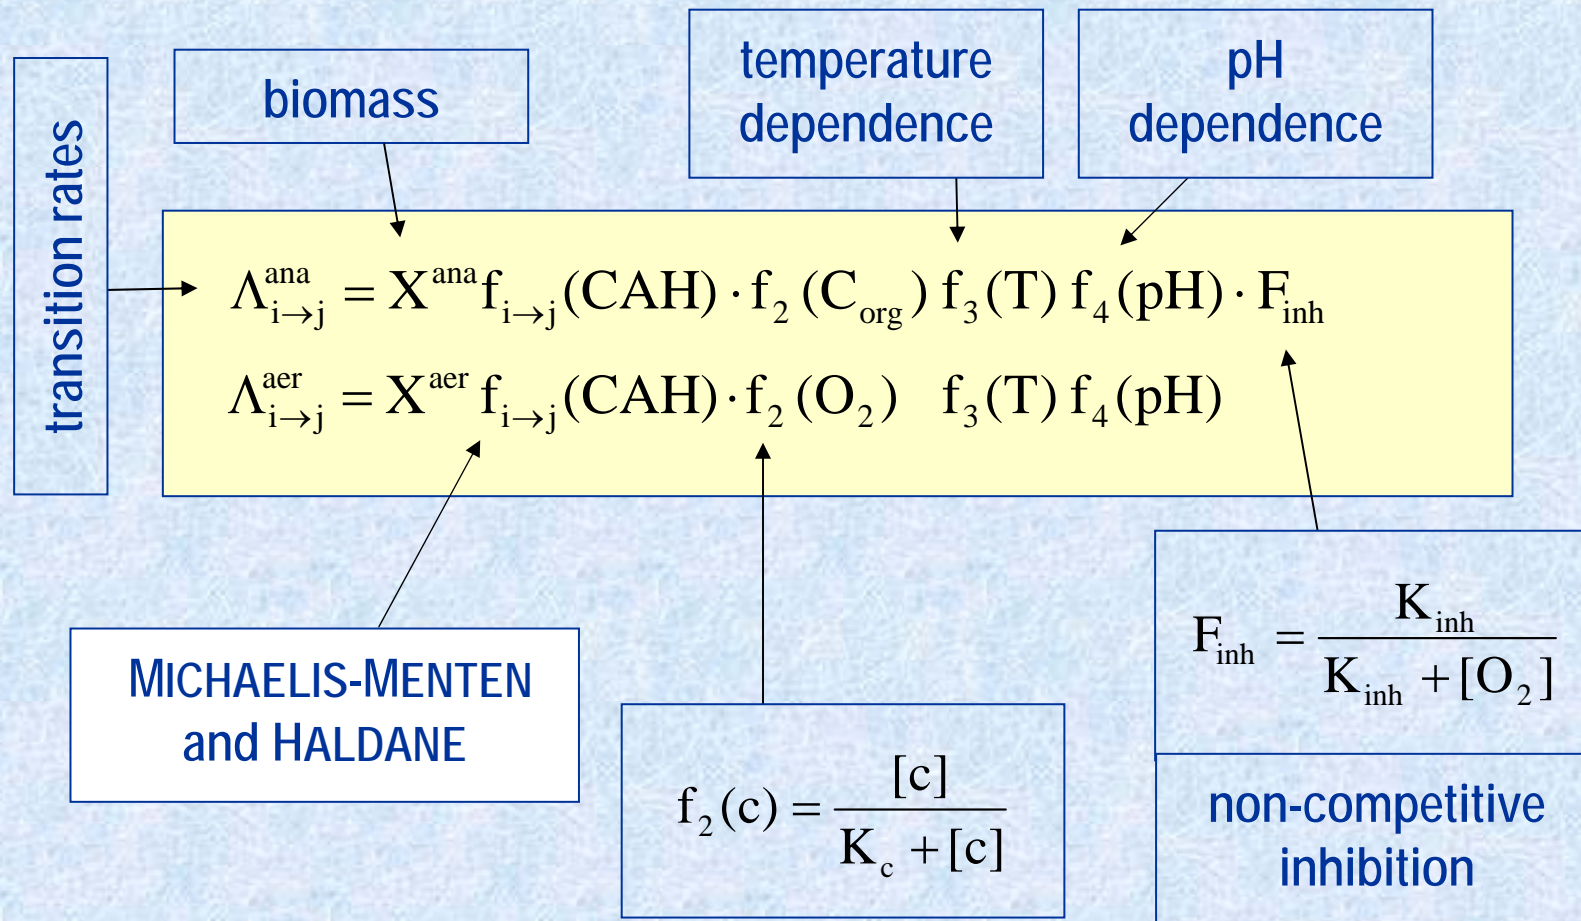 transition rates
biomass
temperature
dependence
pH
dependence
Λ^ana_i→j = X^ana f_i→j(CAH) · f_2 (C_org) f_3(T) f_4(pH) · F_inh
Λ^aer_i→j = X^aer f_i→j(CAH) · f_2 (O_2) f_3(T) f_4(pH)
MICHAELIS-MENTEN
and HALDANE
f_2(c) = [c] / (K_c + [c])
F_inh = K_inh / (K_inh + [O_2])
non-competitive
inhibition